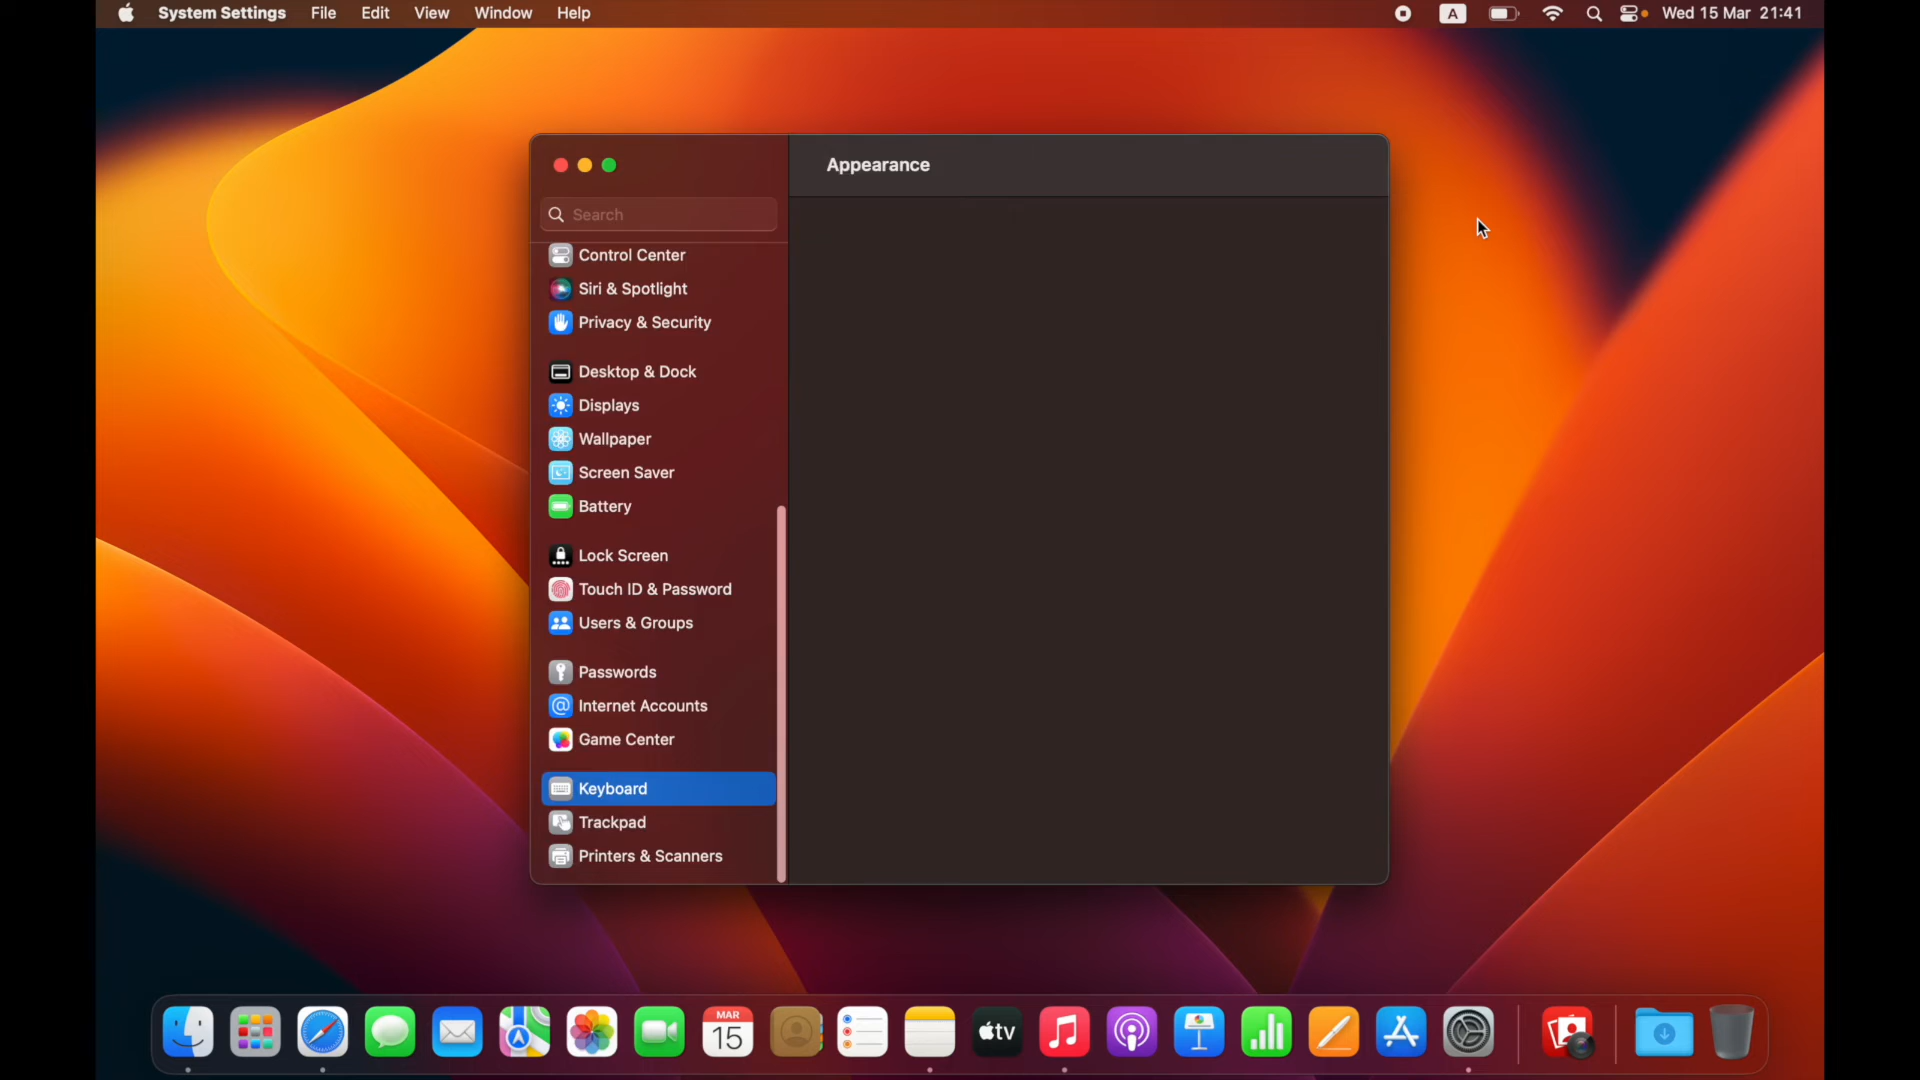 System Settings File Edit View Window Help
A Wed 15 Mar 21:41
Appearance
Search
Control Center
Siri & Spotlight
Privacy & Security
Desktop & Dock
Displays
Wallpaper
Screen Saver
Battery
Lock Screen
Touch ID & Password
Users & Groups
Passwords
Internet Accounts
Game Center
Keyboard
Trackpad
Printers & Scanners
MAR
15
tv